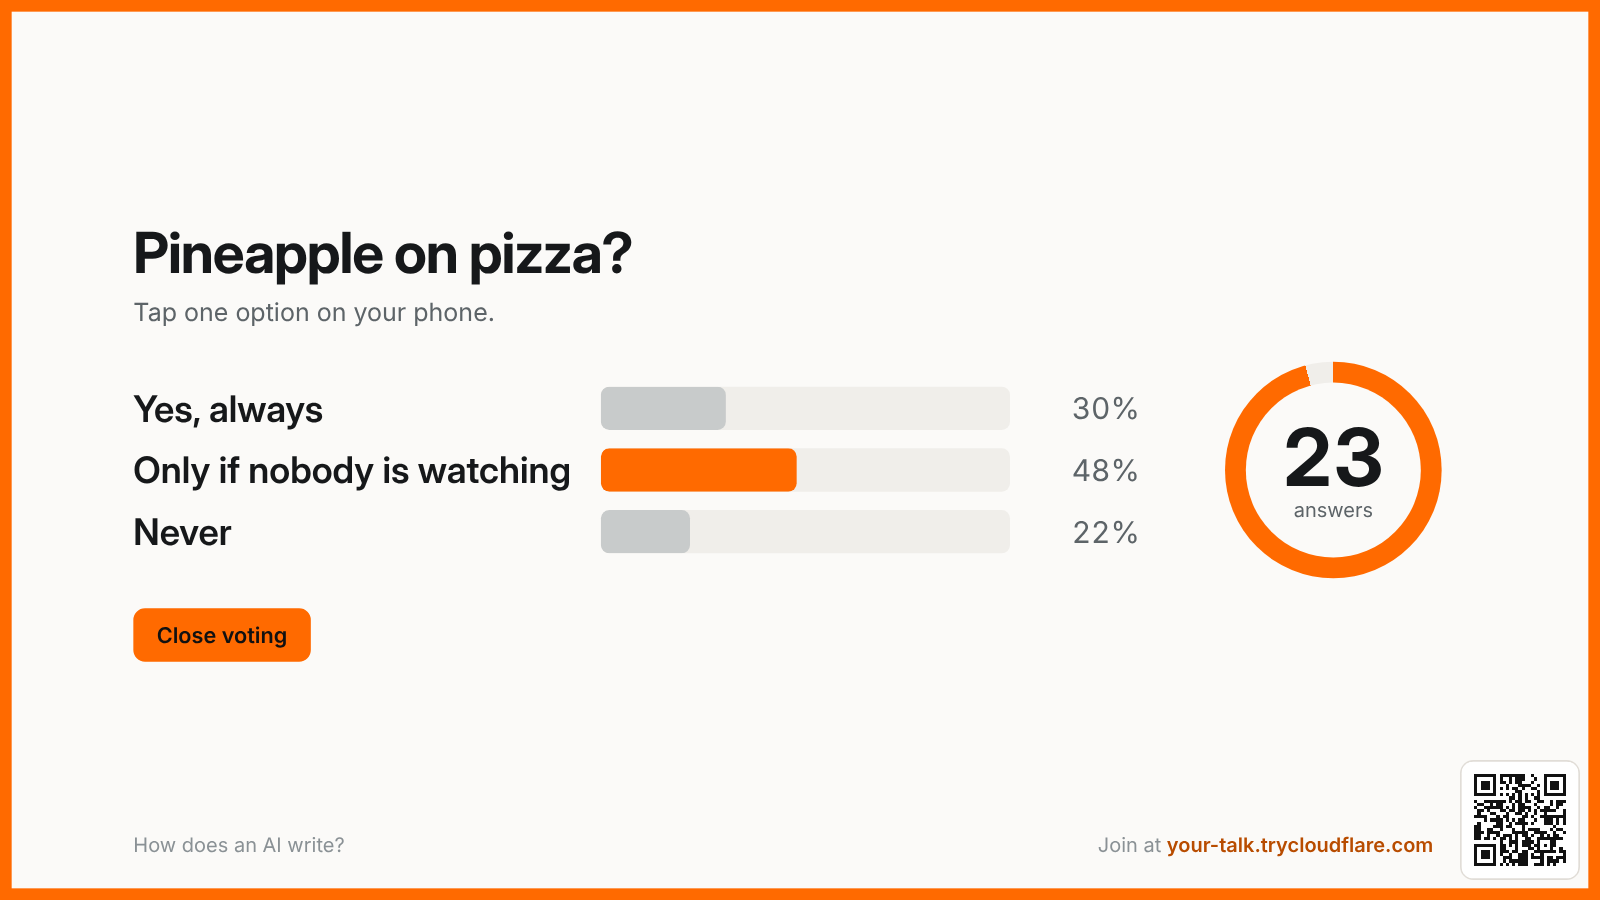 Pineapple on pizza?
Tap one option on your phone.
Yes, always 30%
Only if nobody is watching 48%
Never 22%
23
answers
Close voting
How does an AI write?
Join at your-talk.trycloudflare.com